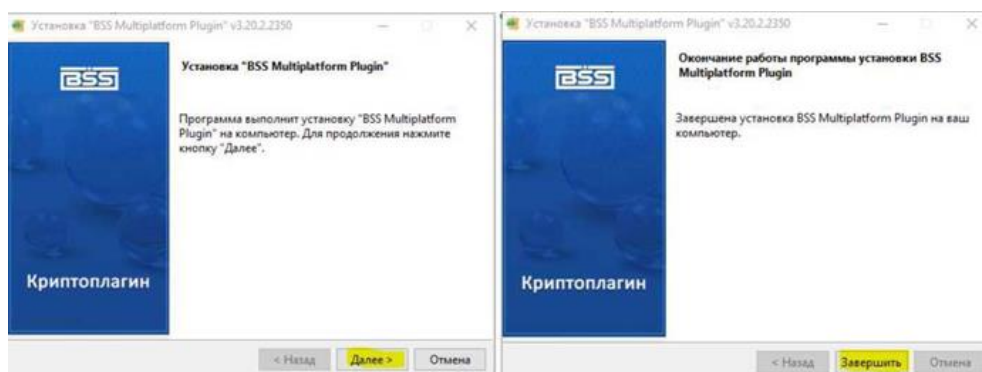 Установка "BSS Multiplatform Plugin" v3.20.2.2350
BSS
Установка "BSS Multiplatform Plugin"
Программа выполнит установку "BSS Multiplatform
Plugin" на компьютер. Для продолжения нажмите
кнопку "Далее".
Криптоплагин
< Назад
Далее >
Отмена
Установка "BSS Multiplatform Plugin" v3.20.2.2350
BSS
Окончание работы программы установки BSS
Multiplatform Plugin
Завершена установка BSS Multiplatform Plugin на ваш
компьютер.
Криптоплагин
< Назад
Завершить
Отмена